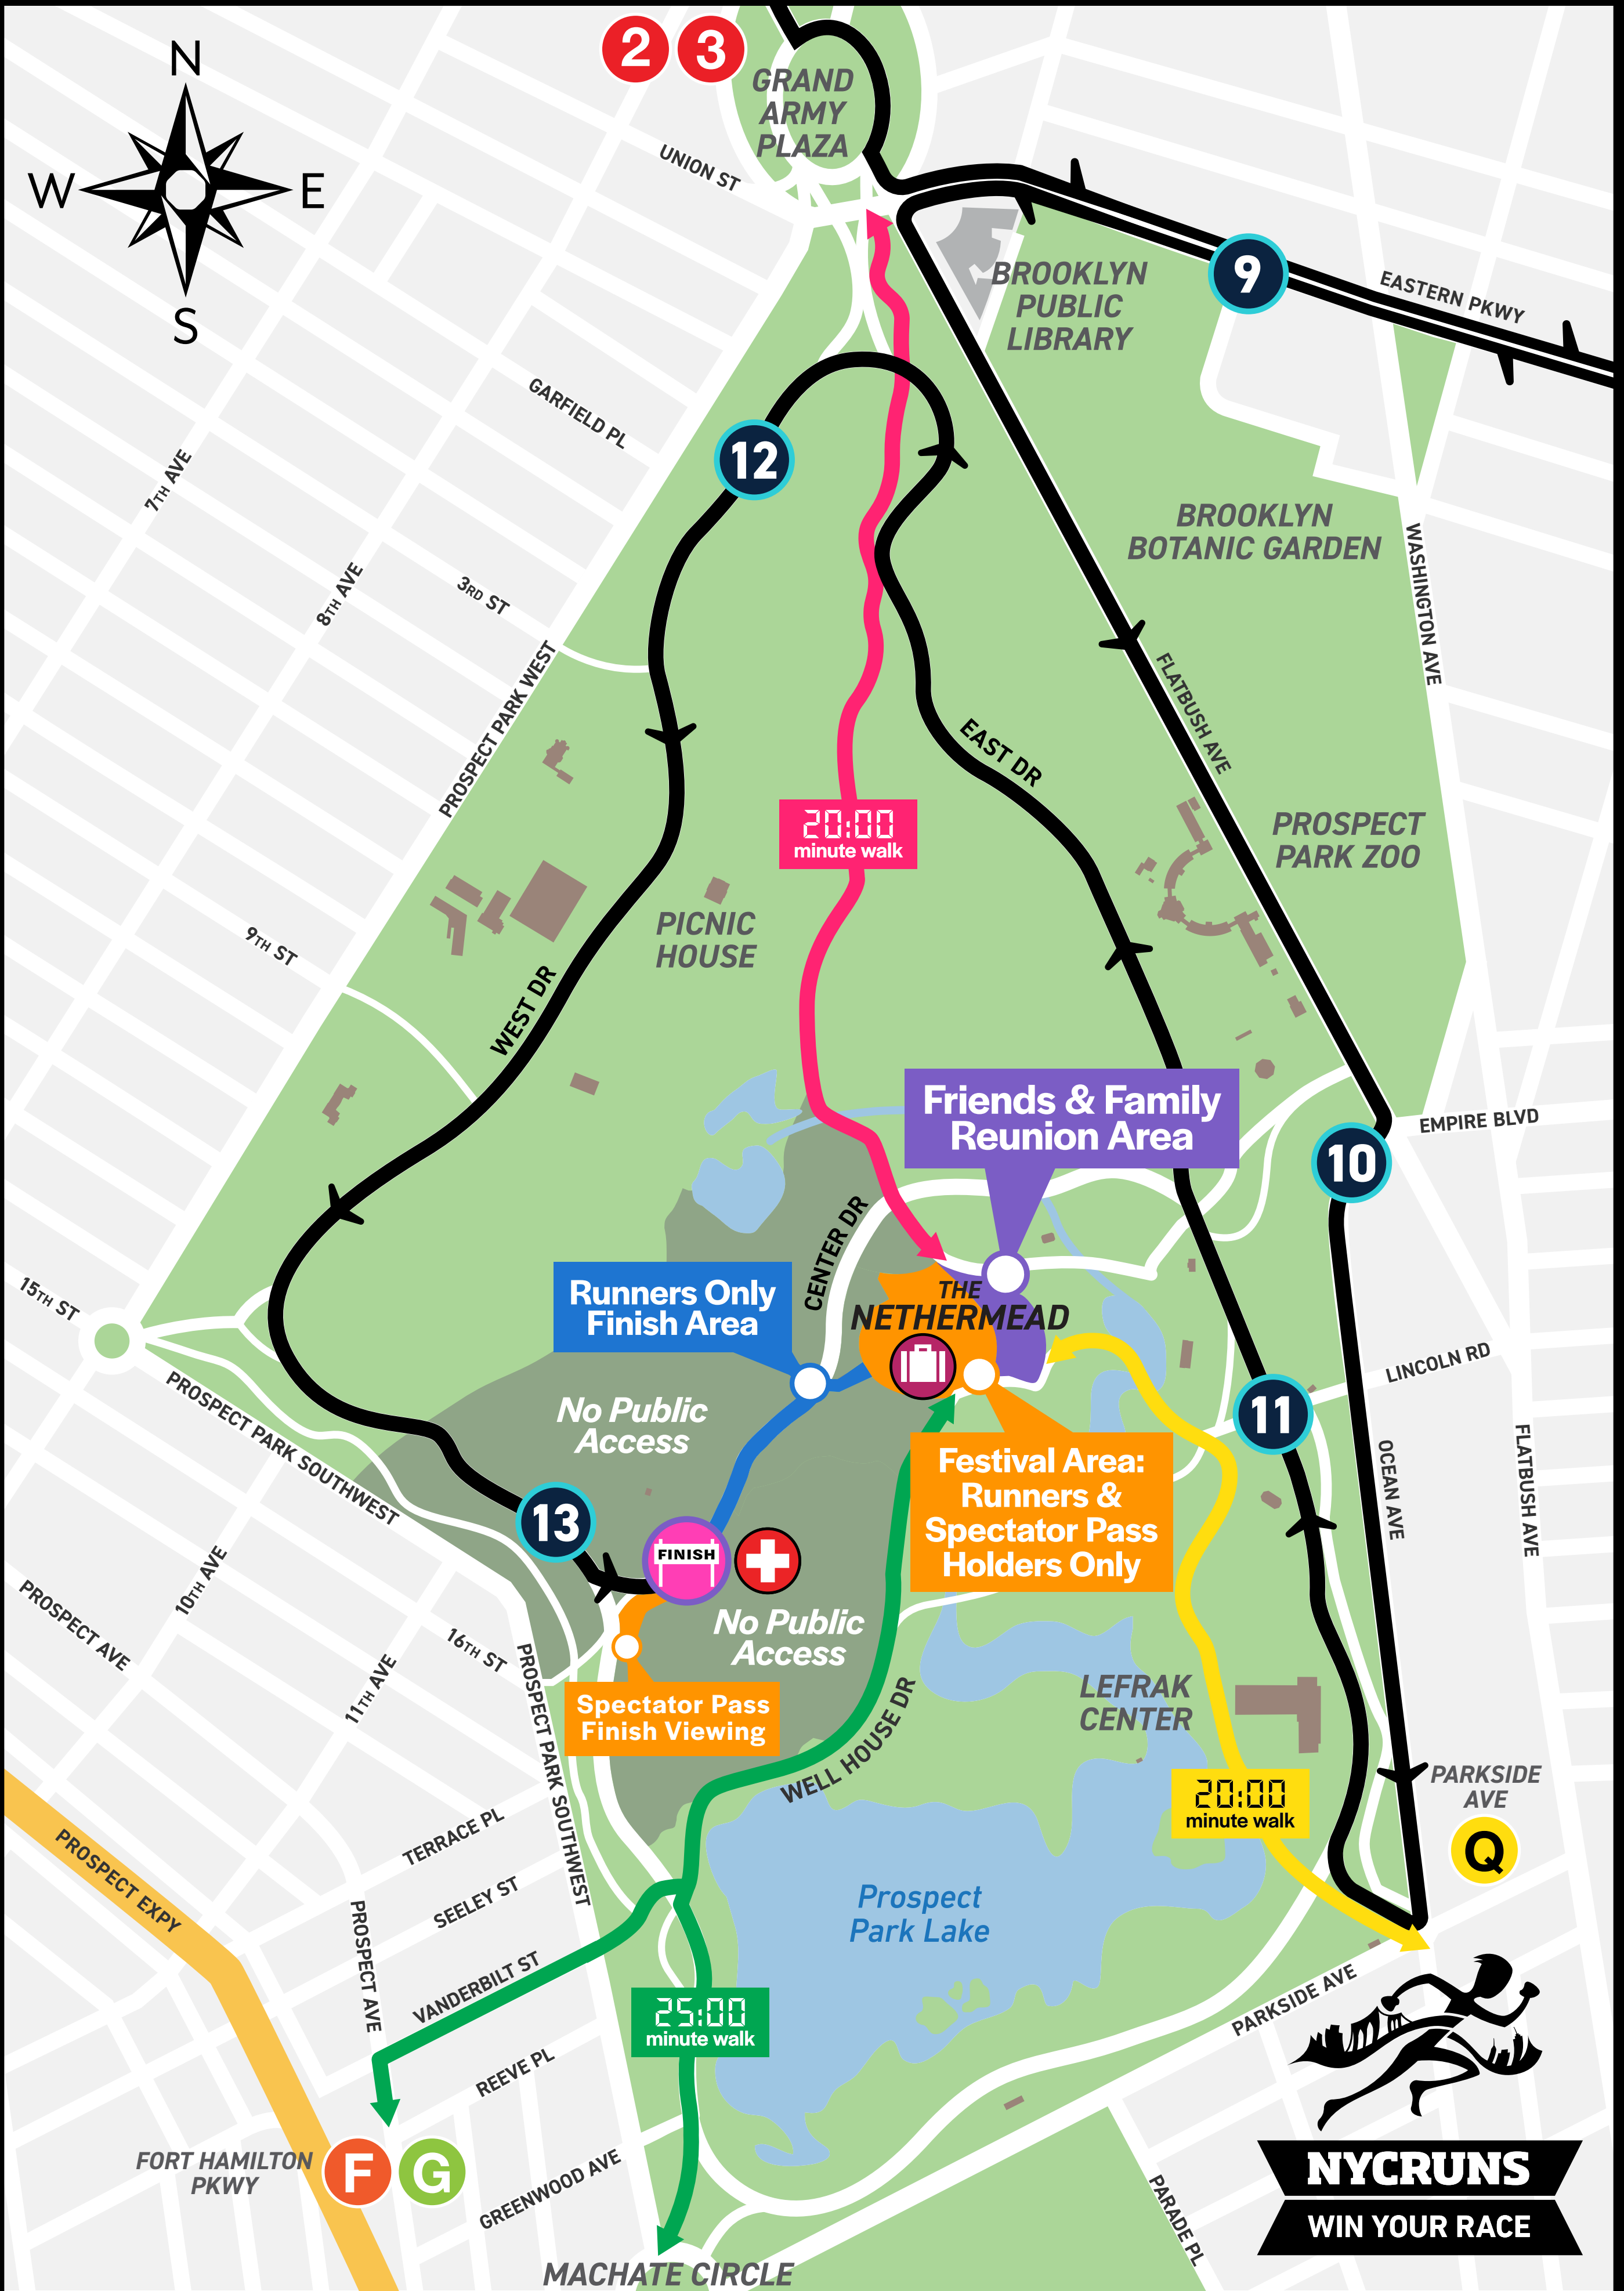 N
W
E
S
2
3
GRAND
ARMY
PLAZA
UNION ST
9
EASTERN PKWY
BROOKLYN
PUBLIC
LIBRARY
GARFIELD PL
12
7TH AVE
BROOKLYN
BOTANIC GARDEN
WASHINGTON AVE
8TH AVE
3RD ST
PROSPECT PARK WEST
FLATBUSH AVE
EAST DR
20:00
minute walk
PROSPECT
PARK ZOO
PICNIC
HOUSE
9TH ST
WEST DR
Friends & Family
Reunion Area
EMPIRE BLVD
10
CENTER DR
Runners Only
Finish Area
THE
NETHERMEAD
15TH ST
PROSPECT PARK SOUTHWEST
LINCOLN RD
No Public
Access
11
Festival Area:
Runners &
Spectator Pass
Holders Only
OCEAN AVE
FLATBUSH AVE
13
FINISH
PROSPECT AVE
10TH AVE
No Public
Access
16TH ST
11TH AVE
PROSPECT PARK SOUTHWEST
Spectator Pass
Finish Viewing
WELL HOUSE DR
LEFRAK
CENTER
20:00
minute walk
PARKSIDE
AVE
Q
PROSPECT EXPY
TERRACE PL
SEELEY ST
PROSPECT AVE
VANDERBILT ST
Prospect
Park Lake
25:00
minute walk
PARKSIDE AVE
REEVE PL
FORT HAMILTON
PKWY
F
G
GREENWOOD AVE
PARADE PL
MACHATE CIRCLE
NYCRUNS
WIN YOUR RACE